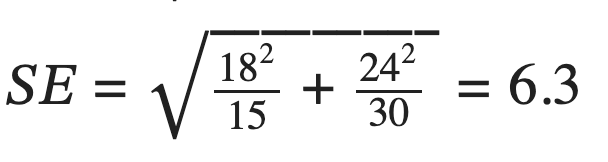 SE = √(18²/15 + 24²/30) = 6.3